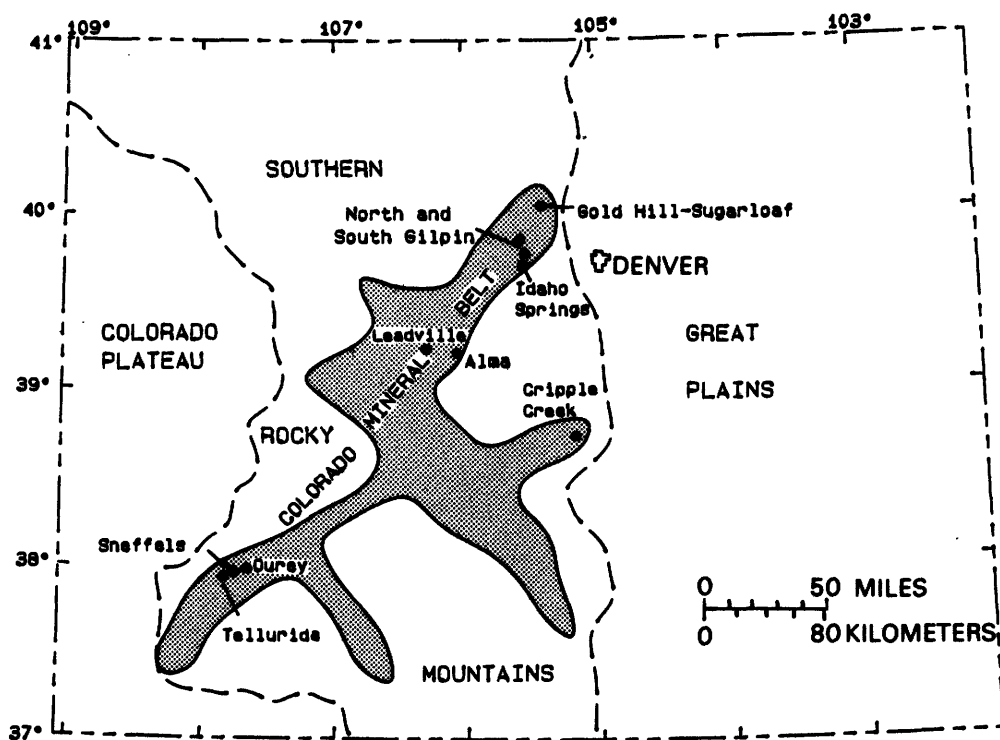 109°
107°
105°
103°
41°
SOUTHERN
40°
North and
South Gilpin
Gold Hill-Sugarloaf
DENVER
Idaho
Springs
BELT
COLORADO
PLATEAU
Leadville
Alma
GREAT
PLAINS
39°
MINERAL
Cripple
Creek
ROCKY
COLORADO
38°
Sneffels
Ouray
Telluride
0 50 MILES
0 80 KILOMETERS
MOUNTAINS
37°